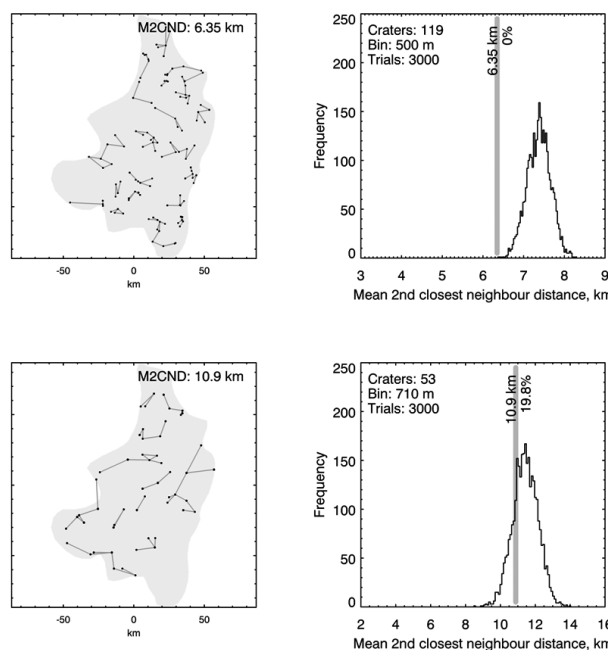 M2CND: 6.35 km
-50 0 50
km
250
200
150
100
50
0
Frequency
Craters: 119
Bin: 500 m
Trials: 3000
6.35 km
0%
3 4 5 6 7 8 9
Mean 2nd closest neighbour distance, km
M2CND: 10.9 km
-50 0 50
km
250
200
150
100
50
0
Frequency
Craters: 53
Bin: 710 m
Trials: 3000
10.9 km
19.8%
2 4 6 8 10 12 14 16
Mean 2nd closest neighbour distance, km